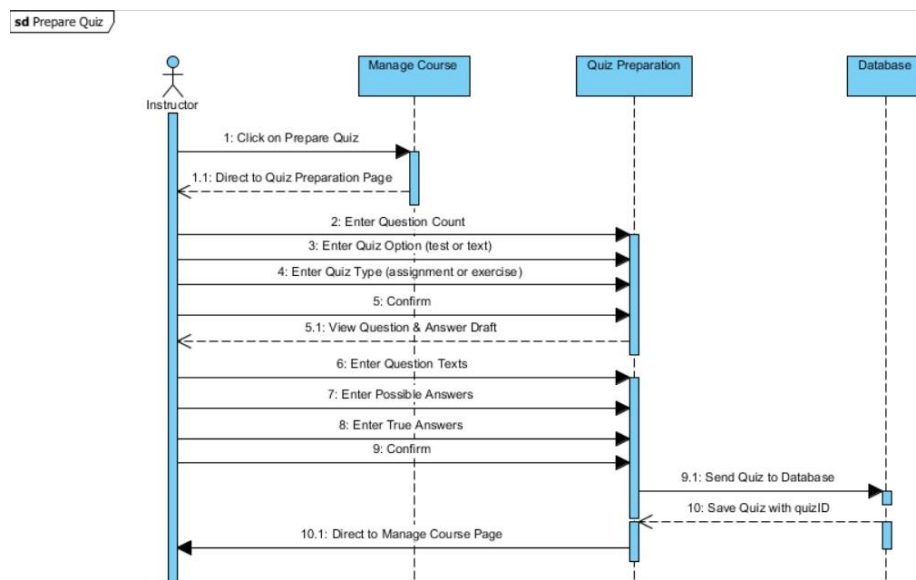 sd Prepare Quiz
Manage Course
Quiz Preparation
Database
Instructor
1: Click on Prepare Quiz
1.1: Direct to Quiz Preparation Page
2: Enter Question Count
3: Enter Quiz Option (test or text)
4: Enter Quiz Type (assignment or exercise)
5: Confirm
5.1: View Question & Answer Draft
6: Enter Question Texts
7: Enter Possible Answers
8: Enter True Answers
9: Confirm
9.1: Send Quiz to Database
10: Save Quiz with quizID
10.1: Direct to Manage Course Page